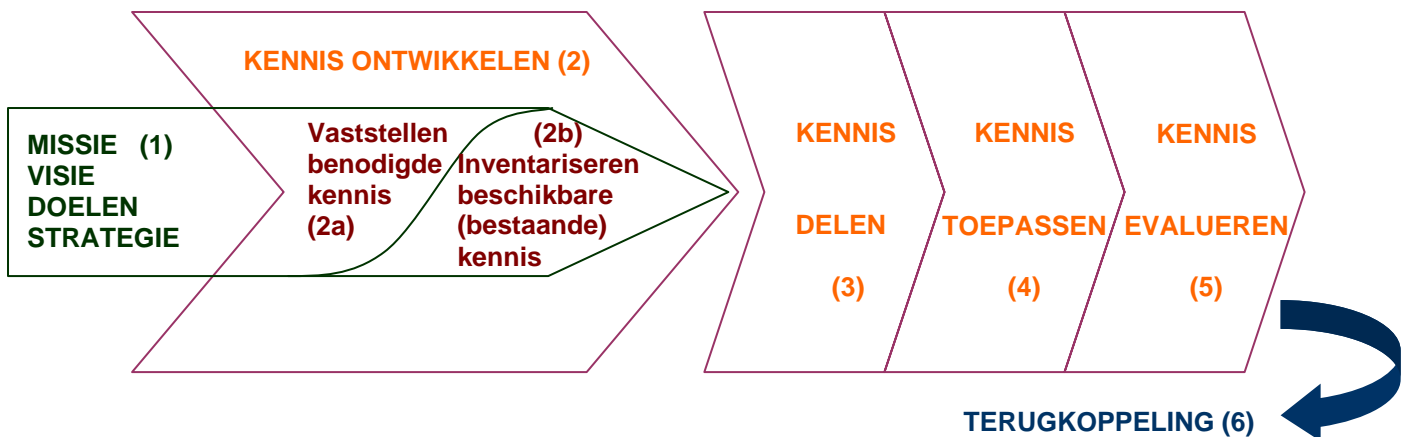 KENNIS ONTWIKKELEN (2)
MISSIE (1)
VISIE
DOELEN
STRATEGIE
Vaststellen
benodigde
kennis
(2a)
(2b)
Inventariseren
beschikbare
(bestaande)
kennis
KENNIS
DELEN
(3)
KENNIS
TOEPASSEN
(4)
KENNIS
EVALUEREN
(5)
TERUGKOPPELING (6)